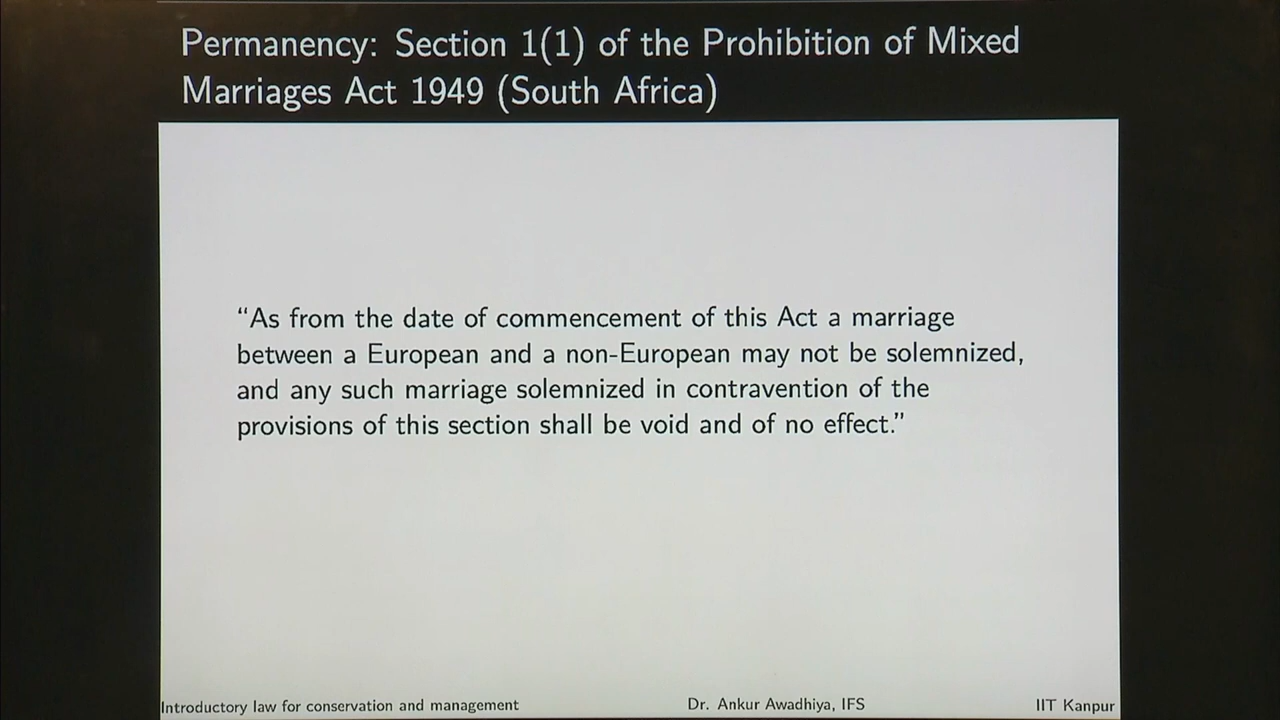 Permanency: Section 1(1) of the Prohibition of Mixed
Marriages Act 1949 (South Africa)
“As from the date of commencement of this Act a marriage
between a European and a non-European may not be solemnized,
and any such marriage solemnized in contravention of the
provisions of this section shall be void and of no effect.”
Introductory law for conservation and management Dr. Ankur Awadhiya, IFS IIT Kanpur